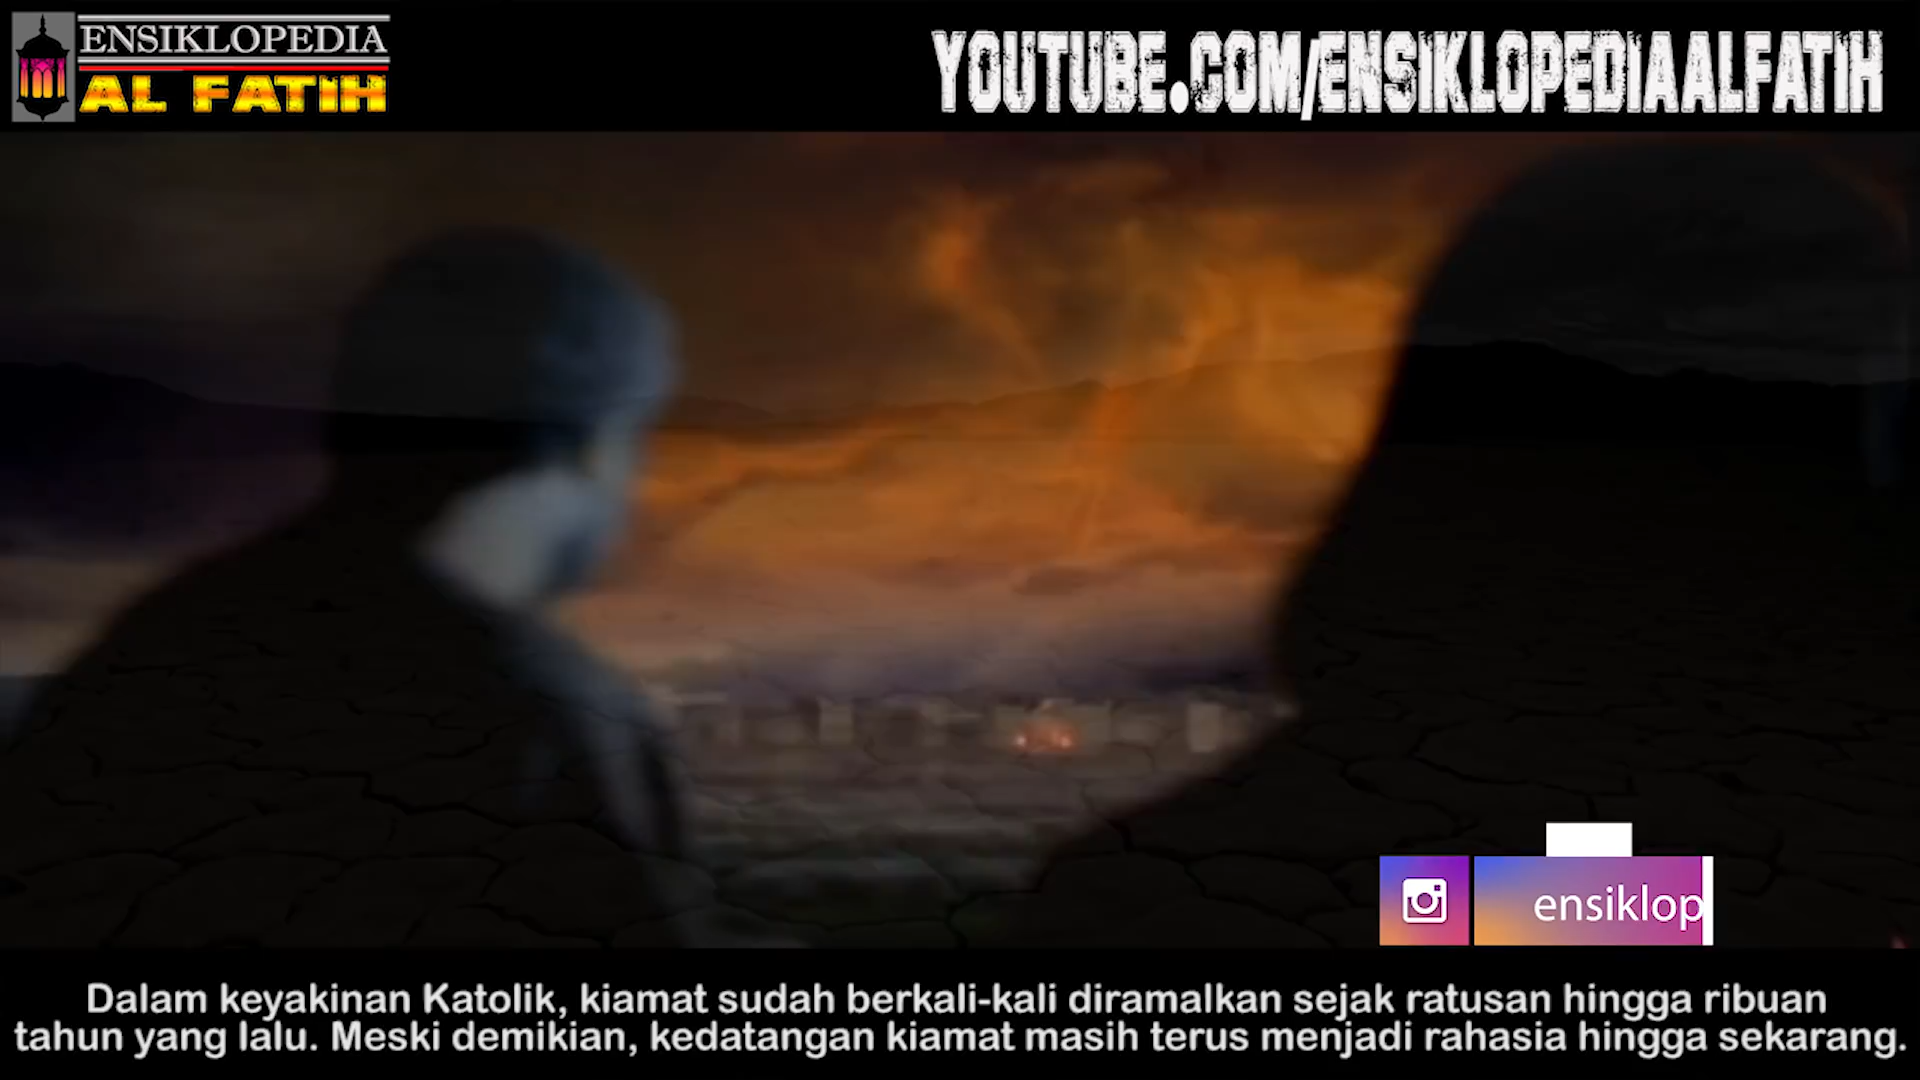 ENSIKLOPEDIA
AL FATIH
YOUTUBE.COM/ENSIKLOPEDIAALFATIH
ensiklop
Dalam keyakinan Katolik, kiamat sudah berkali-kali diramalkan sejak ratusan hingga ribuan
tahun yang lalu. Meski demikian, kedatangan kiamat masih terus menjadi rahasia hingga sekarang.